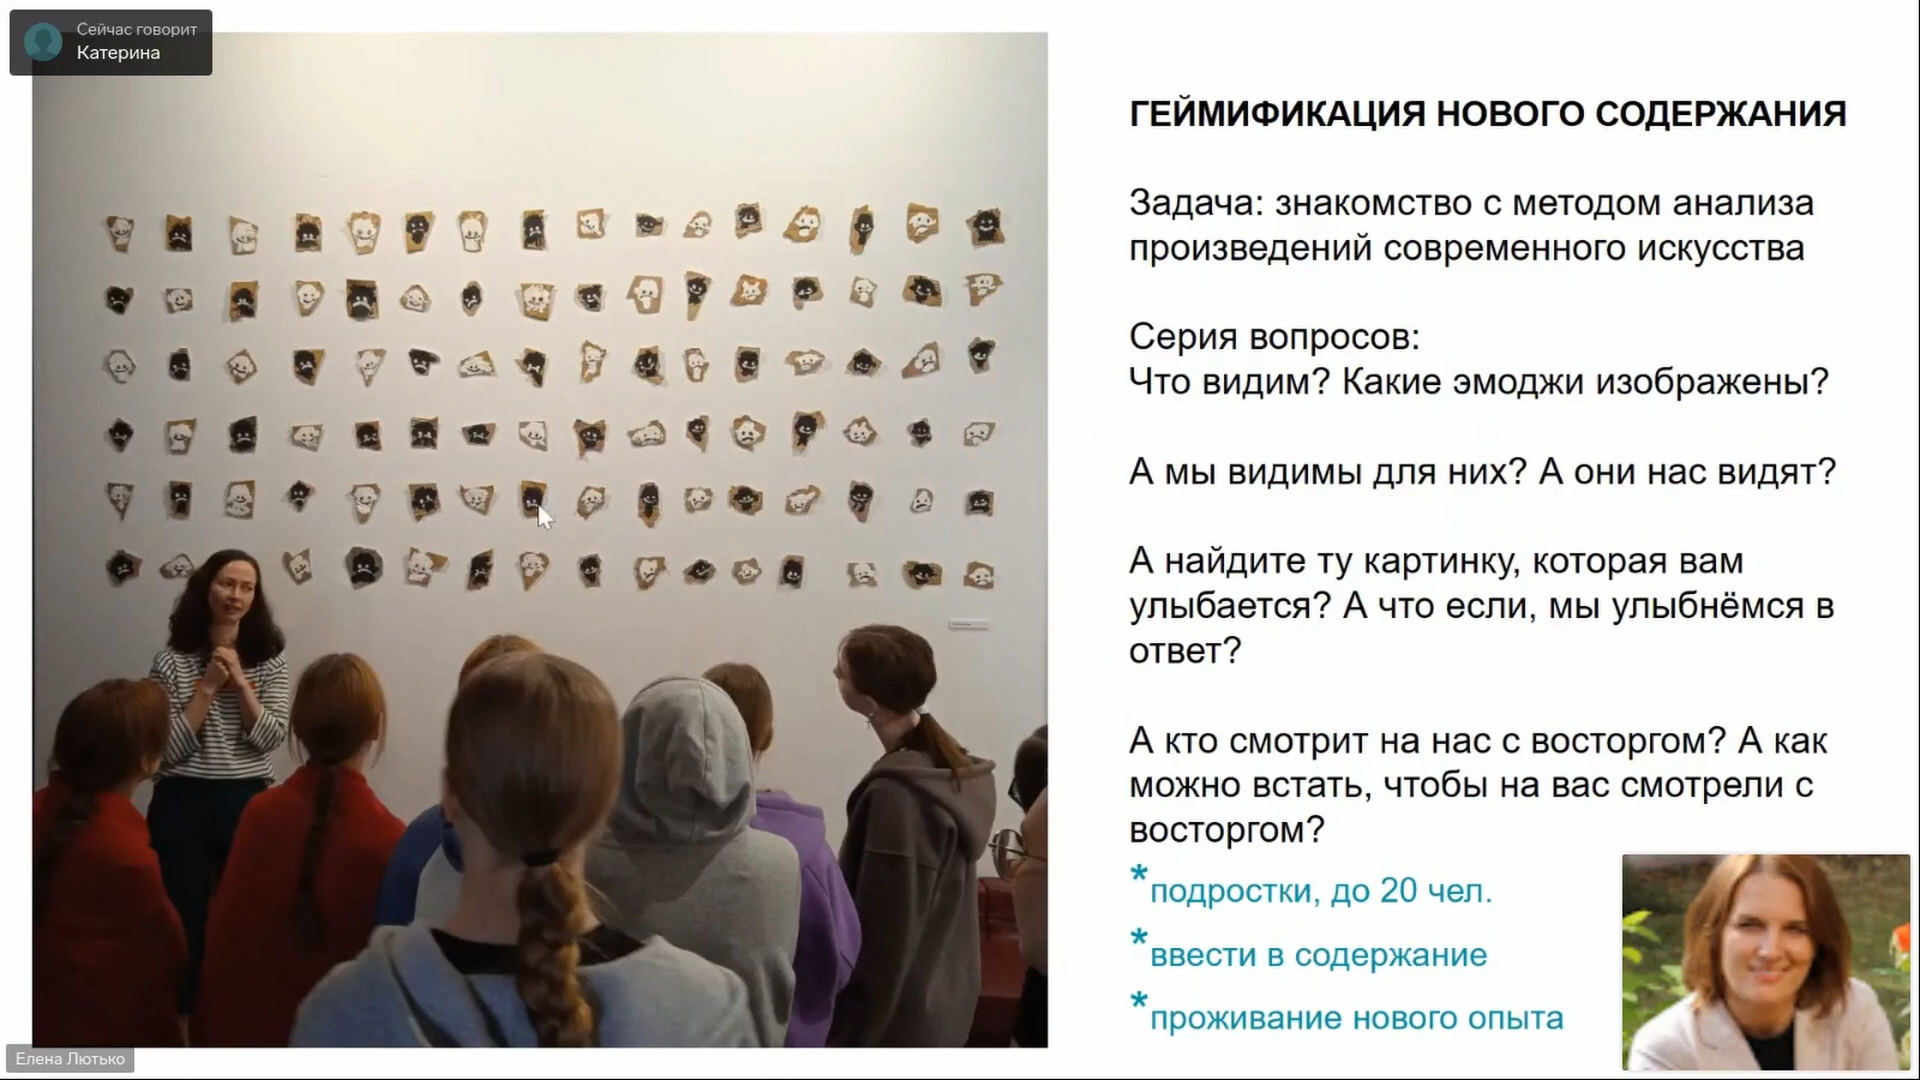 Сейчас говорит
Катерина
ГЕЙМИФИКАЦИЯ НОВОГО СОДЕРЖАНИЯ
Задача: знакомство с методом анализа
произведений современного искусства
Серия вопросов:
Что видим? Какие эмоджи изображены?
А мы видимы для них? А они нас видят?
А найдите ту картинку, которая вам
улыбается? А что если, мы улыбнёмся в
ответ?
А кто смотрит на нас с восторгом? А как
можно встать, чтобы на вас смотрели с
восторгом?
*подростки, до 20 чел.
*ввести в содержание
*проживание нового опыта
Елена Лютько